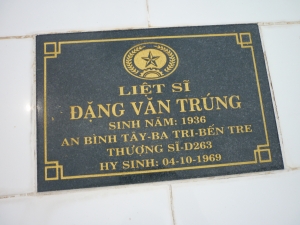 LIỆT SĨ
ĐẶNG VĂN TRÚNG
SINH NĂM: 1936
AN BÌNH TÂY-BA TRI-BẾN TRE
THƯỢNG SĨ-D263
HY SINH: 04-10-1969